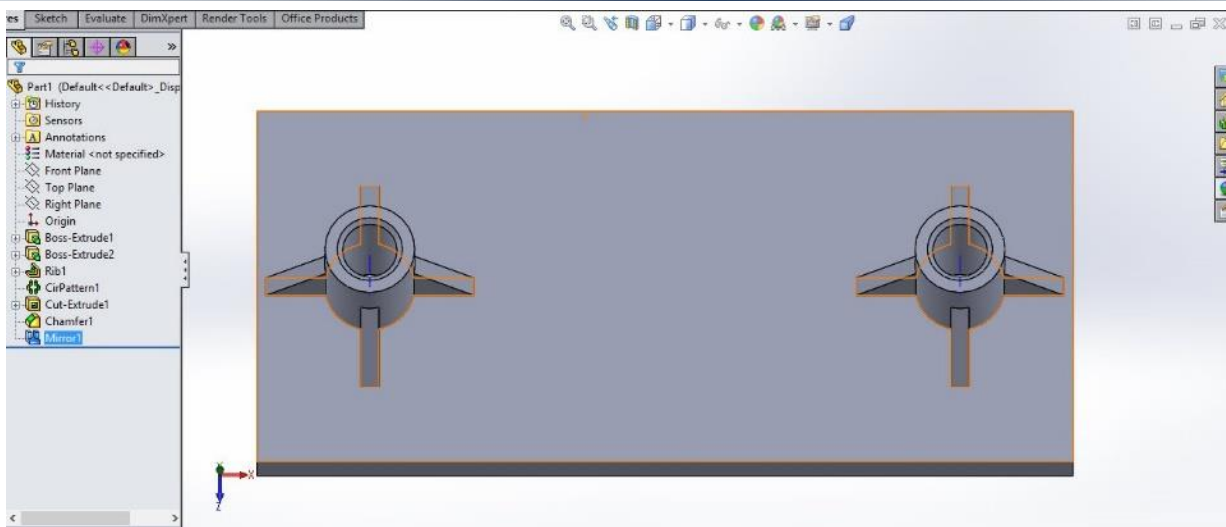 es Sketch Evaluate DimXpert Render Tools Office Products
»
Part1 (Default<<Default>_Disp
History
Sensors
A Annotations
Material <not specified>
Front Plane
Top Plane
Right Plane
Origin
Boss-Extrude1
Boss-Extrude2
Rib1
CirPattern1
Cut-Extrude1
Chamfer1
Mirror1
X
Z